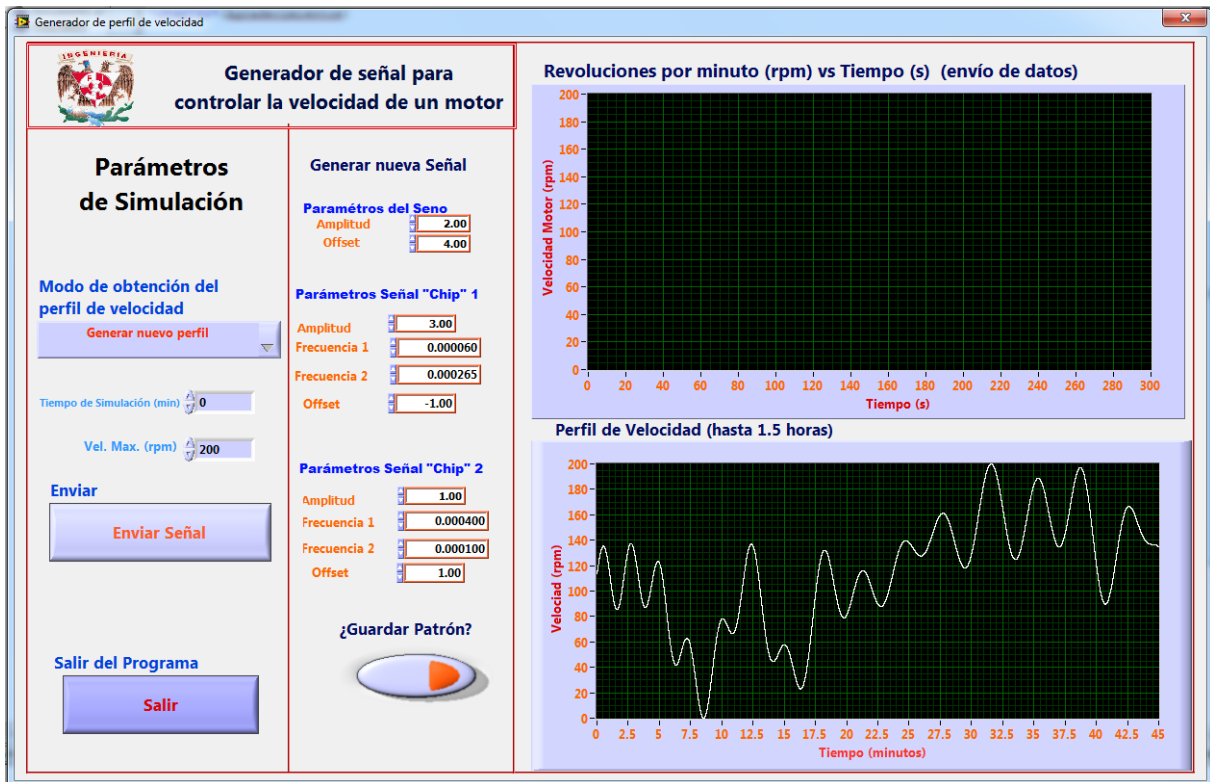 Generador de perfil de velocidad
INGENIERIA
Generador de señal para
controlar la velocidad de un motor
Parámetros
de Simulación
Modo de obtención del
perfil de velocidad
Generar nuevo perfil
Tiempo de Simulación (min) 0
Vel. Max. (rpm) 200
Enviar
Enviar Señal
Salir del Programa
Salir
Generar nueva Señal
Paramétros del Seno
Amplitud 2.00
Offset 4.00
Parámetros Señal "Chip" 1
Amplitud 3.00
Frecuencia 1 0.000060
Frecuencia 2 0.000265
Offset -1.00
Parámetros Señal "Chip" 2
Amplitud 1.00
Frecuencia 1 0.000400
Frecuencia 2 0.000100
Offset 1.00
¿Guardar Patrón?
Revoluciones por minuto (rpm) vs Tiempo (s) (envío de datos)
Velocidad Motor (rpm)
200
180
160
140
120
100
80
60
40
20
0
0 20 40 60 80 100 120 140 160 180 200 220 240 260 280 300
Tiempo (s)
Perfil de Velocidad (hasta 1.5 horas)
Velociad (rpm)
200
180
160
140
120
100
80
60
40
20
0
0 2.5 5 7.5 10 12.5 15 17.5 20 22.5 25 27.5 30 32.5 35 37.5 40 42.5 45
Tiempo (minutos)